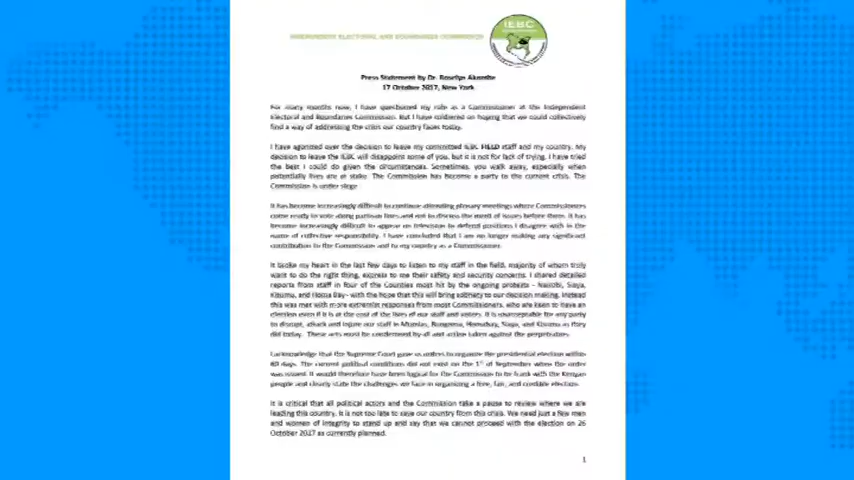 INDEPENDENT ELECTORAL AND BOUNDARIES COMMISSION
IEBC
Press Statement by Dr. Roselyn Akombe
17 October 2017, New York
For many months now, I have questioned my role as a Commissioner at the Independent
Electoral and Boundaries Commission. But I have soldiered on hoping that we could collectively
find a way of addressing the crisis our country faces today.
I have agonized over the decision to leave my committed IEBC FIELD staff and my country. My
decision to leave the IEBC will disappoint some of you, but it is not for lack of trying. I have tried
the best I could do given the circumstances. Sometimes, you walk away, especially when
potentially lives are at stake. The Commission has become a party to the current crisis. The
Commission is under siege.
It has become increasingly difficult to continue attending plenary meetings where Commissioners
come ready to vote along partisan lines and not to discuss the merit of issues before them. It has
become increasingly difficult to appear on television to defend positions I disagree with in the
name of collective responsibility. I have concluded that I am no longer making any significant
contribution to the Commission and to my country as a Commissioner.
It broke my heart in the last few days to listen to my staff in the field, majority of whom truly
want to do the right thing, express to me their safety and security concerns. I shared detailed
reports from staff in four of the Counties most hit by the ongoing protests - Nairobi, Siaya,
Kisumu, and Homa Bay- with the hope that this will bring sobriety to our decision making. Instead
this was met with more extremist responses from most Commissioners, who are keen to have an
election even if it is at the cost of the lives of our staff and voters. It is unacceptable for any party
to disrupt, attack and injure our staff in Mumias, Bungoma, Homabay, Siaya, and Kisumu as they
did today. These acts must be condemned by all and action taken against the perpetrators.
I acknowledge that the Supreme Court gave us orders to organize the presidential election within
60 days. The current political conditions did not exist on the 1st of September when the order
was issued. It would therefore have been logical for the Commission to be frank with the Kenyan
people and clearly state the challenges we face in organizing a free, fair, and credible election.
It is critical that all political actors and the Commission take a pause to review where we are
leading this country. It is not too late to save our country from this crisis. We need just a few men
and women of integrity to stand up and say that we cannot proceed with the election on 26
October 2017 as currently planned.
1